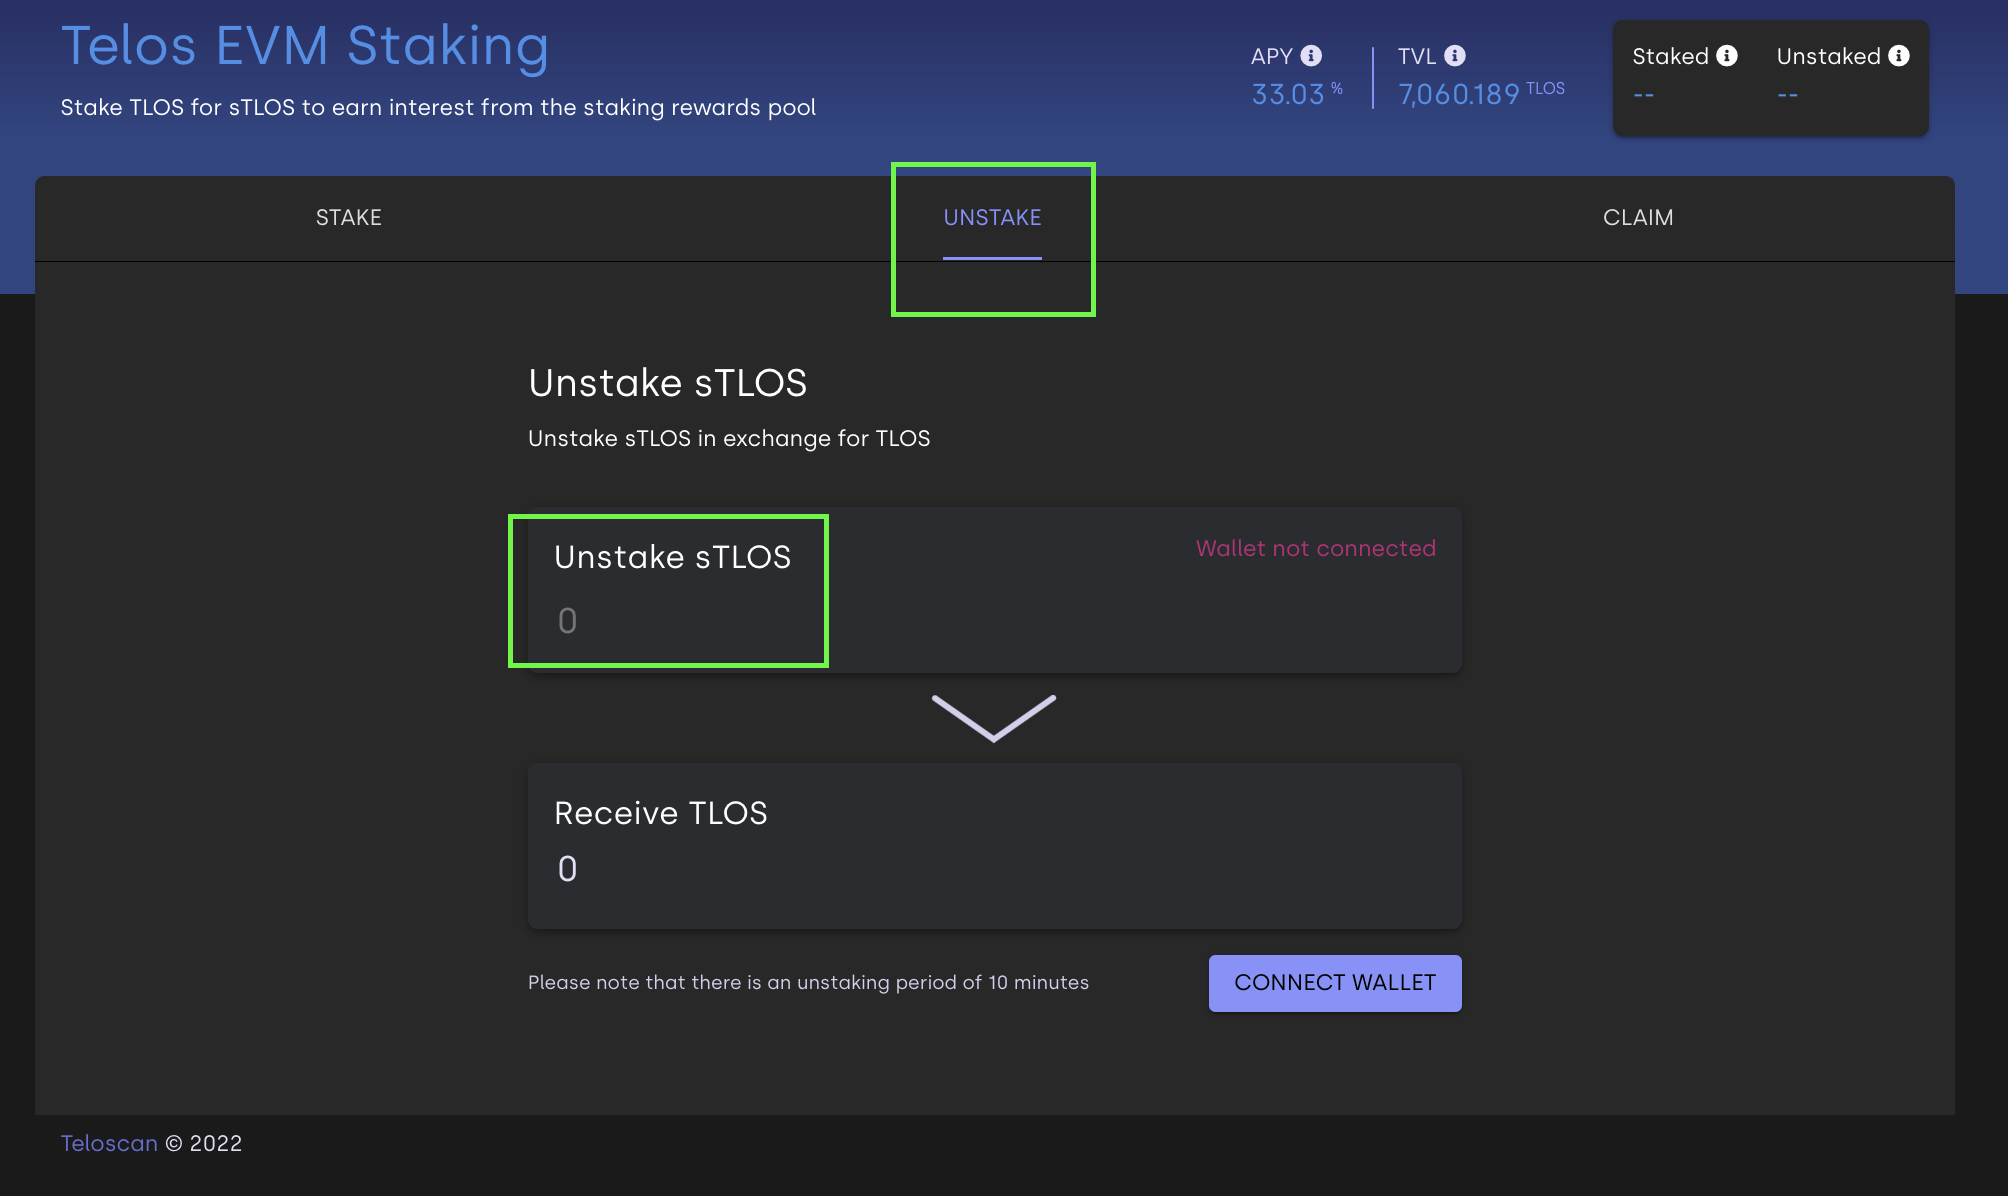 Telos EVM Staking
Stake TLOS for sTLOS to earn interest from the staking rewards pool
APY
33.03 %
TVL
7,060.189 TLOS
Staked
--
Unstaked
--
STAKE
UNSTAKE
CLAIM
Unstake sTLOS
Unstake sTLOS in exchange for TLOS
Unstake sTLOS
Wallet not connected
0
Receive TLOS
0
Please note that there is an unstaking period of 10 minutes
CONNECT WALLET
Teloscan © 2022